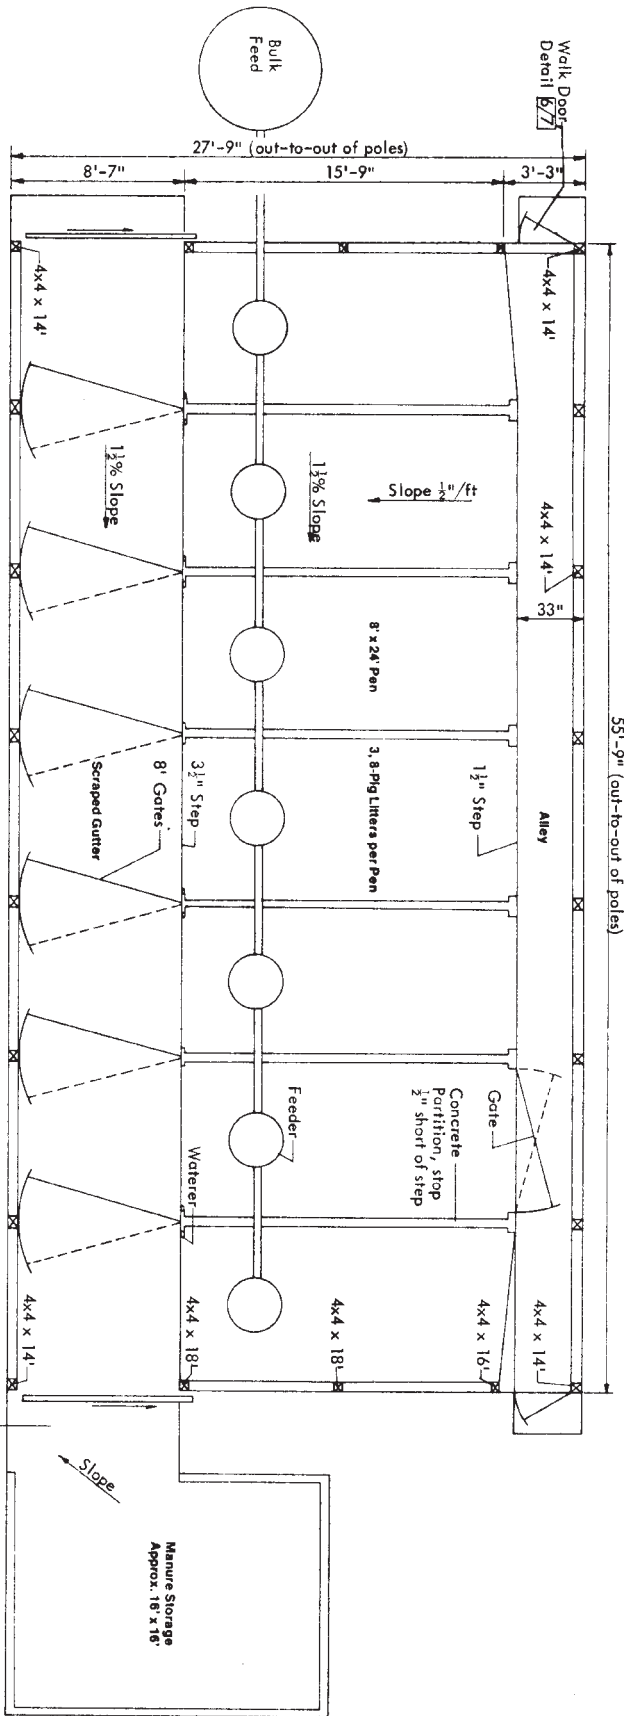 Bulk
Feed
Walk Door
Detail 6/7
27'-9" (out-to-out of poles)
8'-7"
15'-9"
3'-3"
4x4 x 14'
4x4 x 14'
1½% Slope
1½% Slope
Slope ½"/ft
4x4 x 14'
33"
8' x 24' Pen
3, 8-Pig Litters per Pen
55'-9" (out-to-out of poles)
Scraped Gutter
8' Gates
3½" Step
1½" Step
Alley
Feeder
Waterer
Concrete
Partition, stop
½" short of step
Gate
4x4 x 14'
4x4 x 18'
4x4 x 18'
4x4 x 16'
4x4 x 14'
Slope
Manure Storage
Approx. 16' x 16'